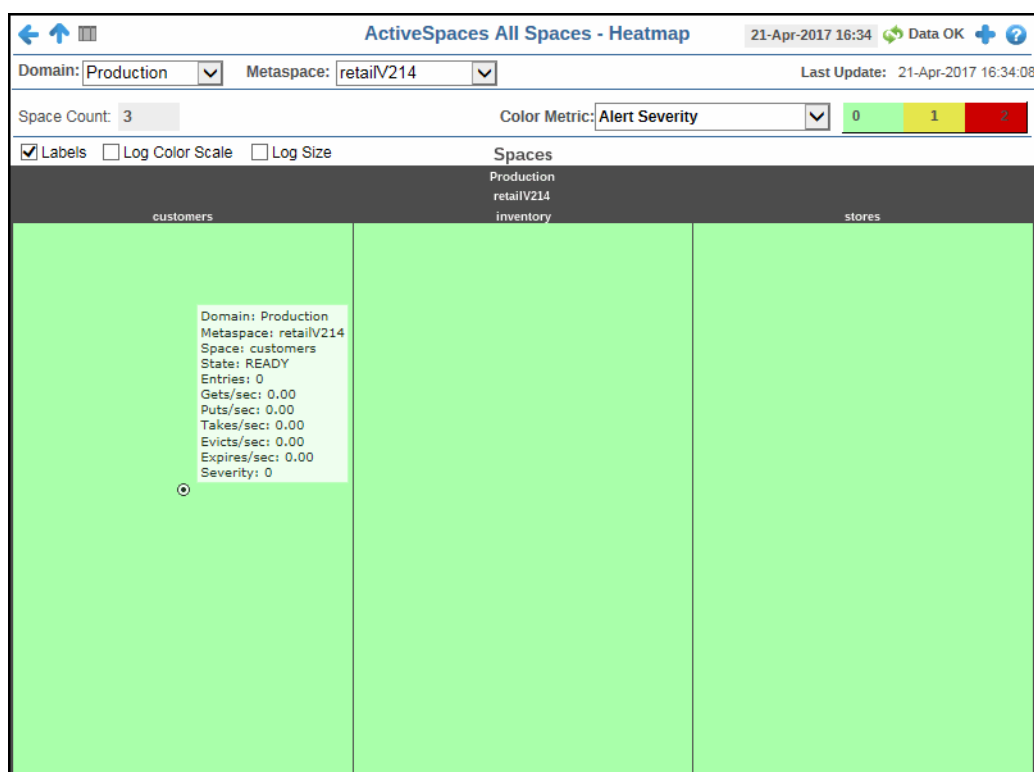 ActiveSpaces All Spaces - Heatmap 21-Apr-2017 16:34 Data OK
Domain: Production Metaspace: retailV214 Last Update: 21-Apr-2017 16:34:08
Space Count: 3 Color Metric: Alert Severity 0 1 2
Labels Log Color Scale Log Size Spaces
Production
retailV214
customers inventory stores
Domain: Production
Metaspace: retailV214
Space: customers
State: READY
Entries: 0
Gets/sec: 0.00
Puts/sec: 0.00
Takes/sec: 0.00
Evicts/sec: 0.00
Expires/sec: 0.00
Severity: 0